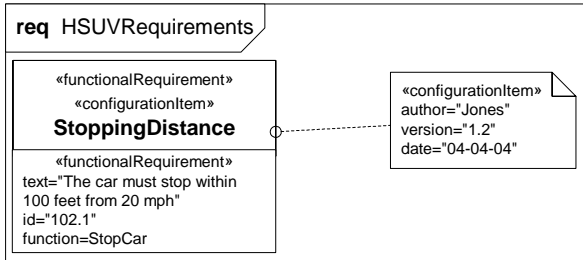 req HSUVRequirements
«functionalRequirement»
«configurationItem»
StoppingDistance
«functionalRequirement»
text="The car must stop within
100 feet from 20 mph"
id="102.1"
function=StopCar
«configurationItem»
author="Jones"
version="1.2"
date="04-04-04"